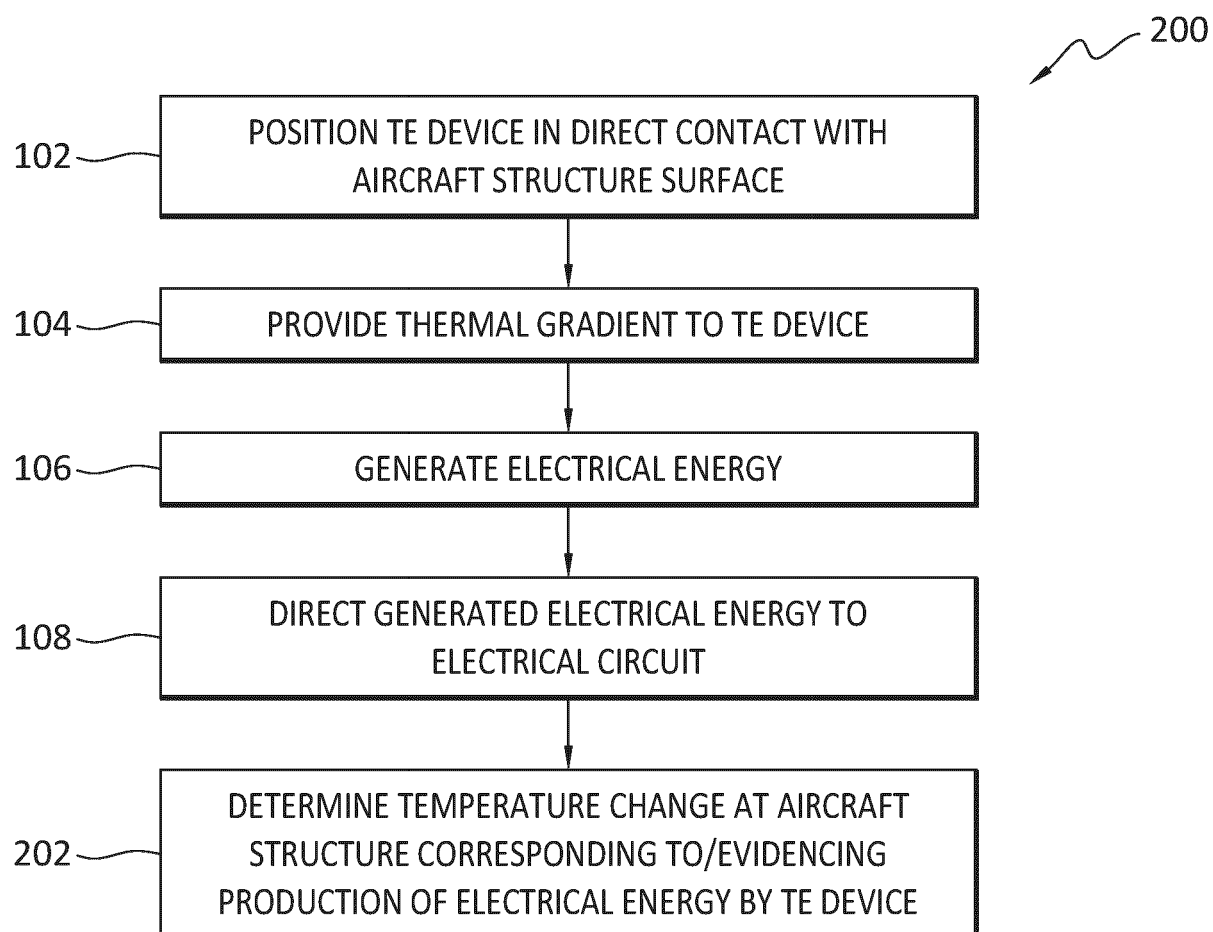 200
102
POSITION TE DEVICE IN DIRECT CONTACT WITH
AIRCRAFT STRUCTURE SURFACE
104
PROVIDE THERMAL GRADIENT TO TE DEVICE
106
GENERATE ELECTRICAL ENERGY
108
DIRECT GENERATED ELECTRICAL ENERGY TO
ELECTRICAL CIRCUIT
202
DETERMINE TEMPERATURE CHANGE AT AIRCRAFT
STRUCTURE CORRESPONDING TO/EVIDENCING
PRODUCTION OF ELECTRICAL ENERGY BY TE DEVICE